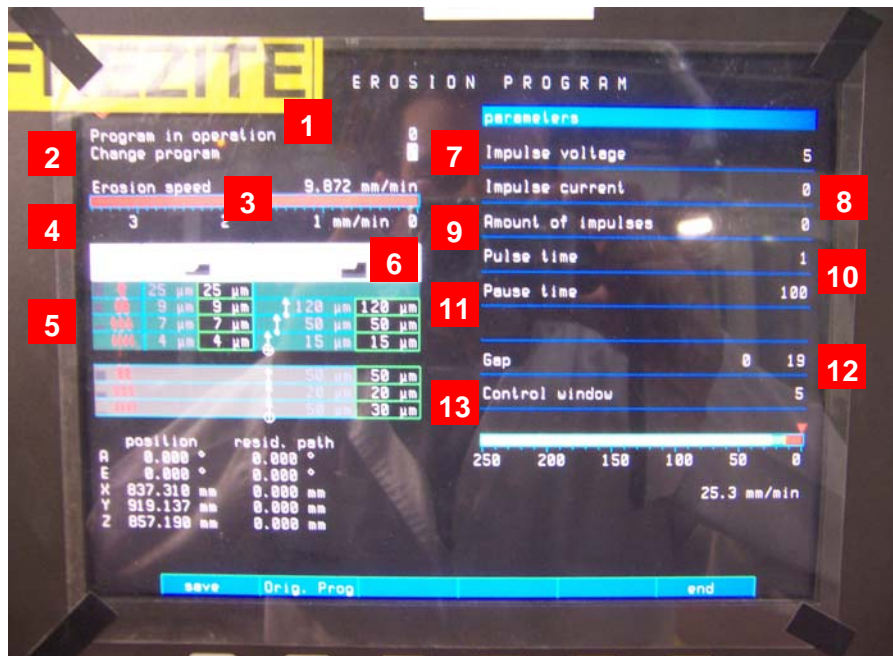 FREZITE
EROSION PROGRAM
1
Program in operation 0
2
Change program
Erosion speed 9.872 mm/min
3
4
3 2 1 mm/min 0
6
5
25 µm 25 µm
9 µm 9 µm 120 µm 120 µm
7 µm 7 µm 50 µm 50 µm
4 µm 4 µm 15 µm 15 µm
50 µm 50 µm
20 µm 20 µm
µm 30 µm
position resid. path
A 0.000 ° 0.000 °
E 0.000 ° 0.000 °
X 837.310 mm 0.000 mm
Y 919.137 mm 0.000 mm
Z 857.190 mm 0.000 mm
parameters
7
Impulse voltage 5
Impulse current 0
8
9
Amount of impulses 0
Pulse time 1
10
11
Pause time 100
Gap 0 19
12
13
Control window 5
250 200 150 100 50 0
25.3 mm/min
save Orig. Prog end